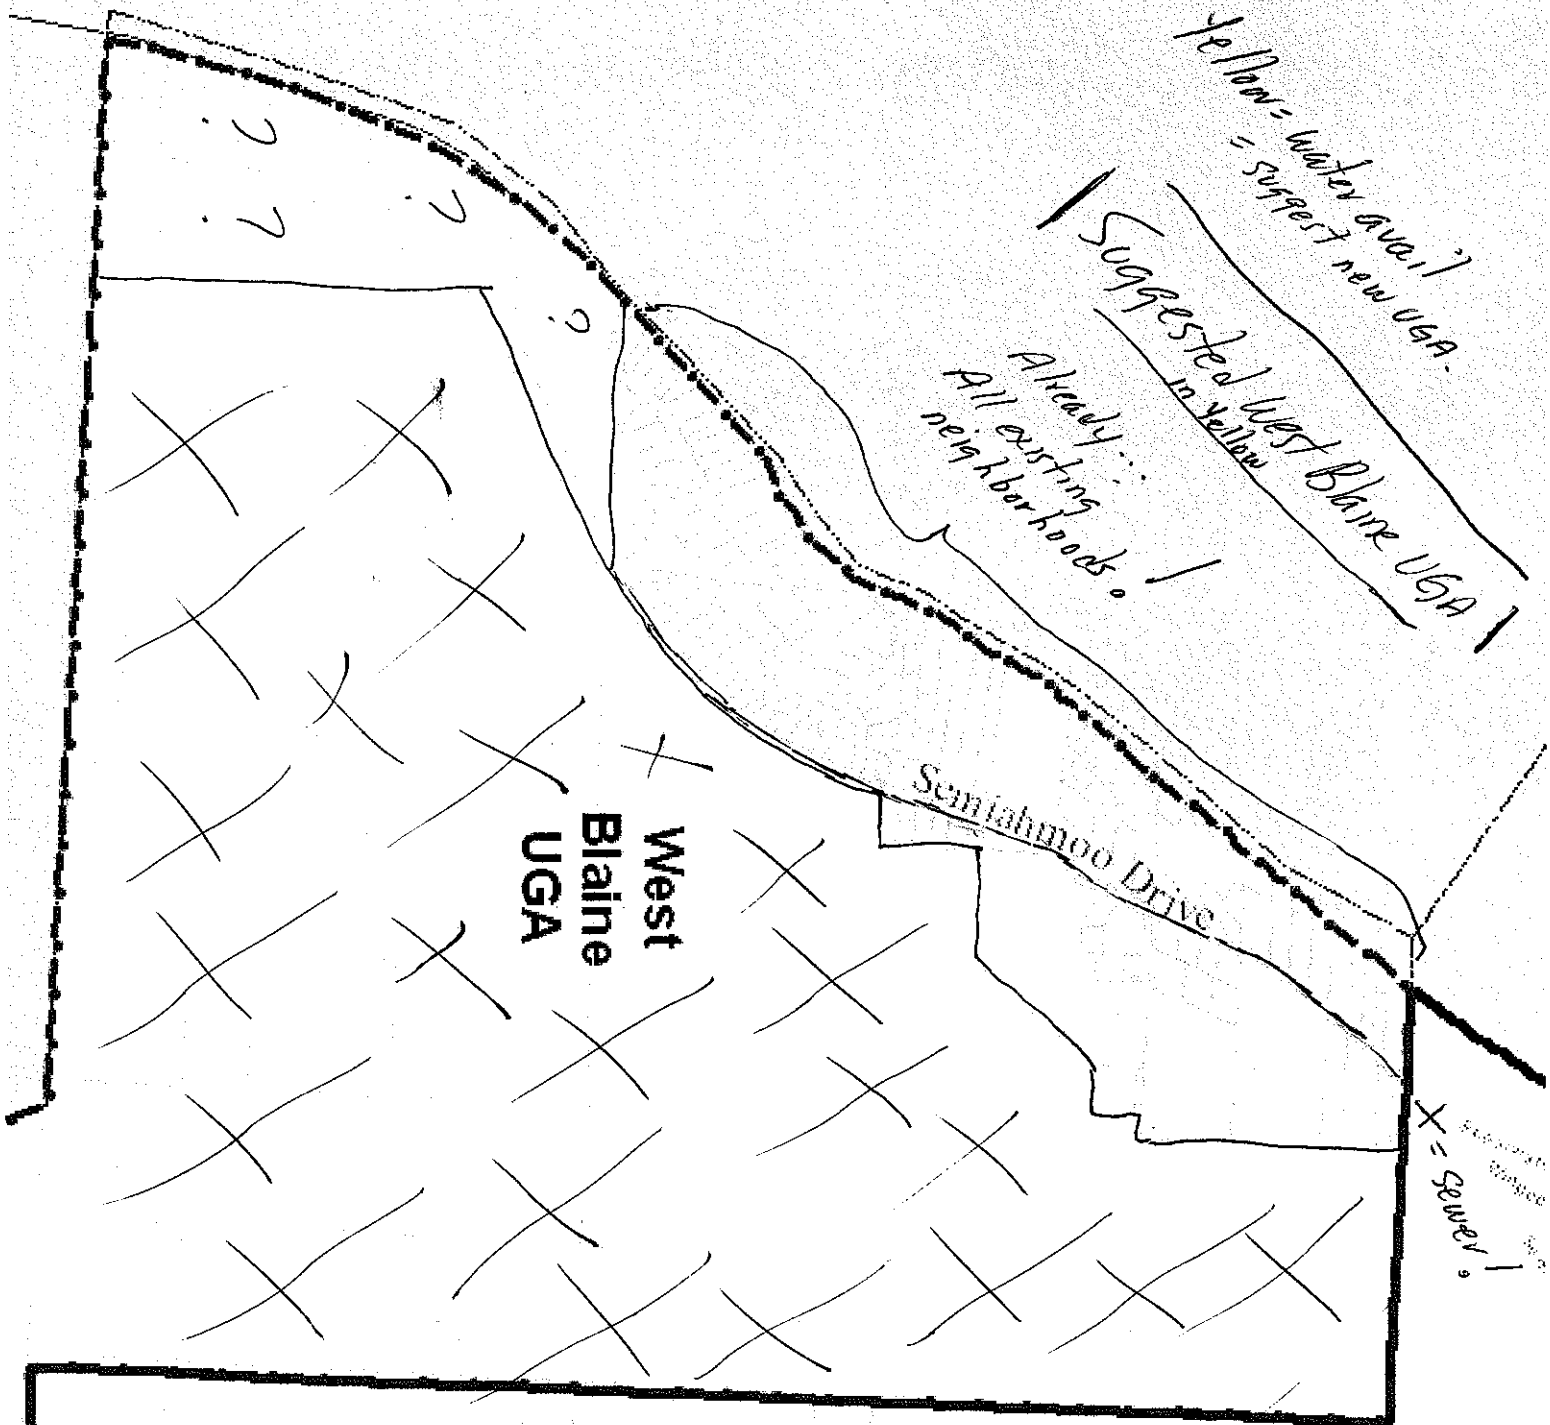 Yellow = water avail
= suggest new UGA.
Suggested West Blaine UGA
in Yellow
Already...
All existing
neighborhoods!
? ?
? ?
?
Semiahmoo Drive
West
Blaine
UGA
X = Sewer!